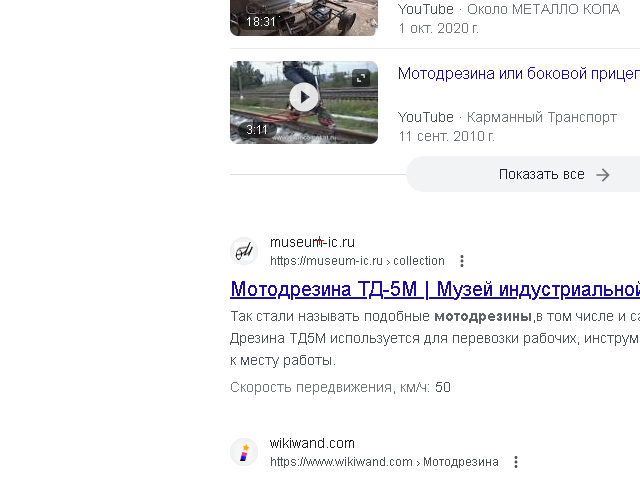 18:31
YouTube · Около МЕТАЛЛО КОПА
1 окт. 2020 г.
Мотодрезина или боковой прицеп
3:11
YouTube · Карманный Транспорт
11 сент. 2010 г.
Показать все
museum-ic.ru
https://museum-ic.ru › collection
Мотодрезина ТД-5М | Музей индустриальной
Так стали называть подобные мотодрезины,в том числе и са
Дрезина ТД5М используется для перевозки рабочих, инструм
к месту работы.
Скорость передвижения, км/ч: 50
wikiwand.com
https://www.wikiwand.com › Мотодрезина